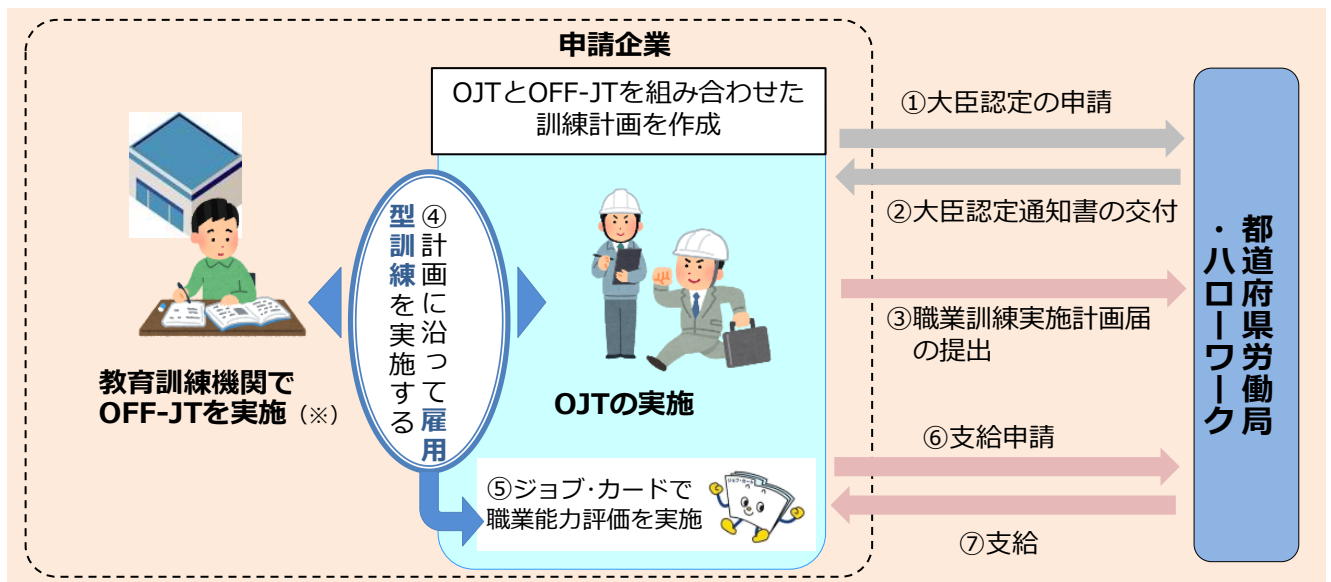 申請企業
OJTとOFF-JTを組み合わせた
訓練計画を作成
①大臣認定の申請
②大臣認定通知書の交付
③職業訓練実施計画届
の提出
④計画に沿って雇用
型訓練を実施する
教育訓練機関で
OFF-JTを実施（※）
OJTの実施
⑤ジョブ・カードで
職業能力評価を実施
ジョブ・カード
⑥支給申請
⑦支給
都道府県労働局
・ハローワーク